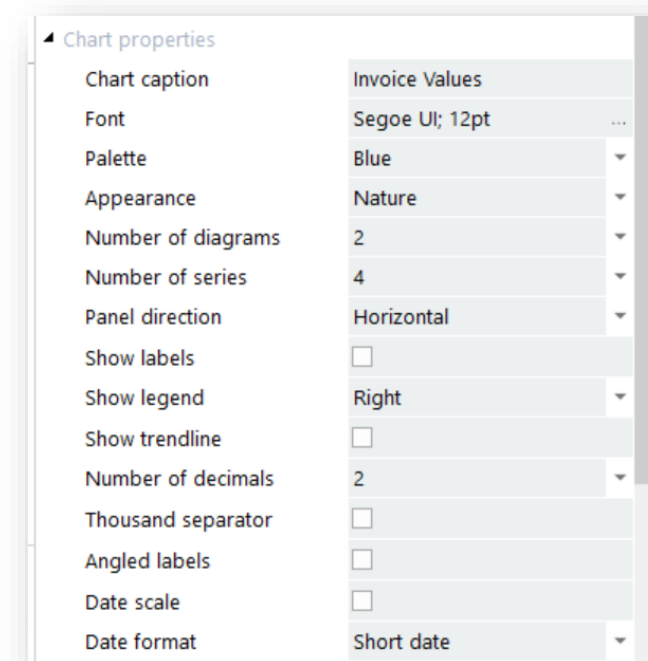 Chart properties
Chart caption Invoice Values
Font Segoe UI; 12pt ...
Palette Blue
Appearance Nature
Number of diagrams 2
Number of series 4
Panel direction Horizontal
Show labels
Show legend Right
Show trendline
Number of decimals 2
Thousand separator
Angled labels
Date scale
Date format Short date